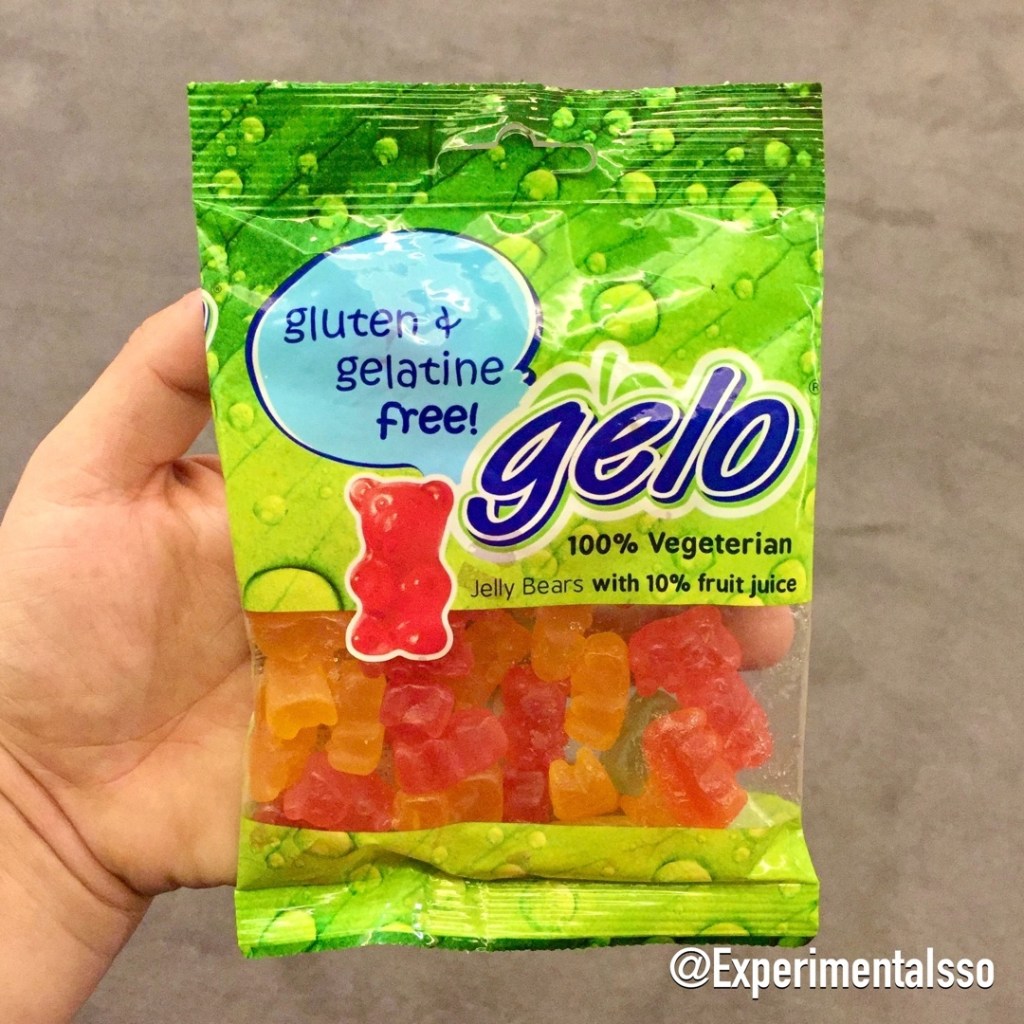 gluten &
gelatine
free!
gelo
®
100% Vegeterian
Jelly Bears with 10% fruit juice
@Experimentalsso